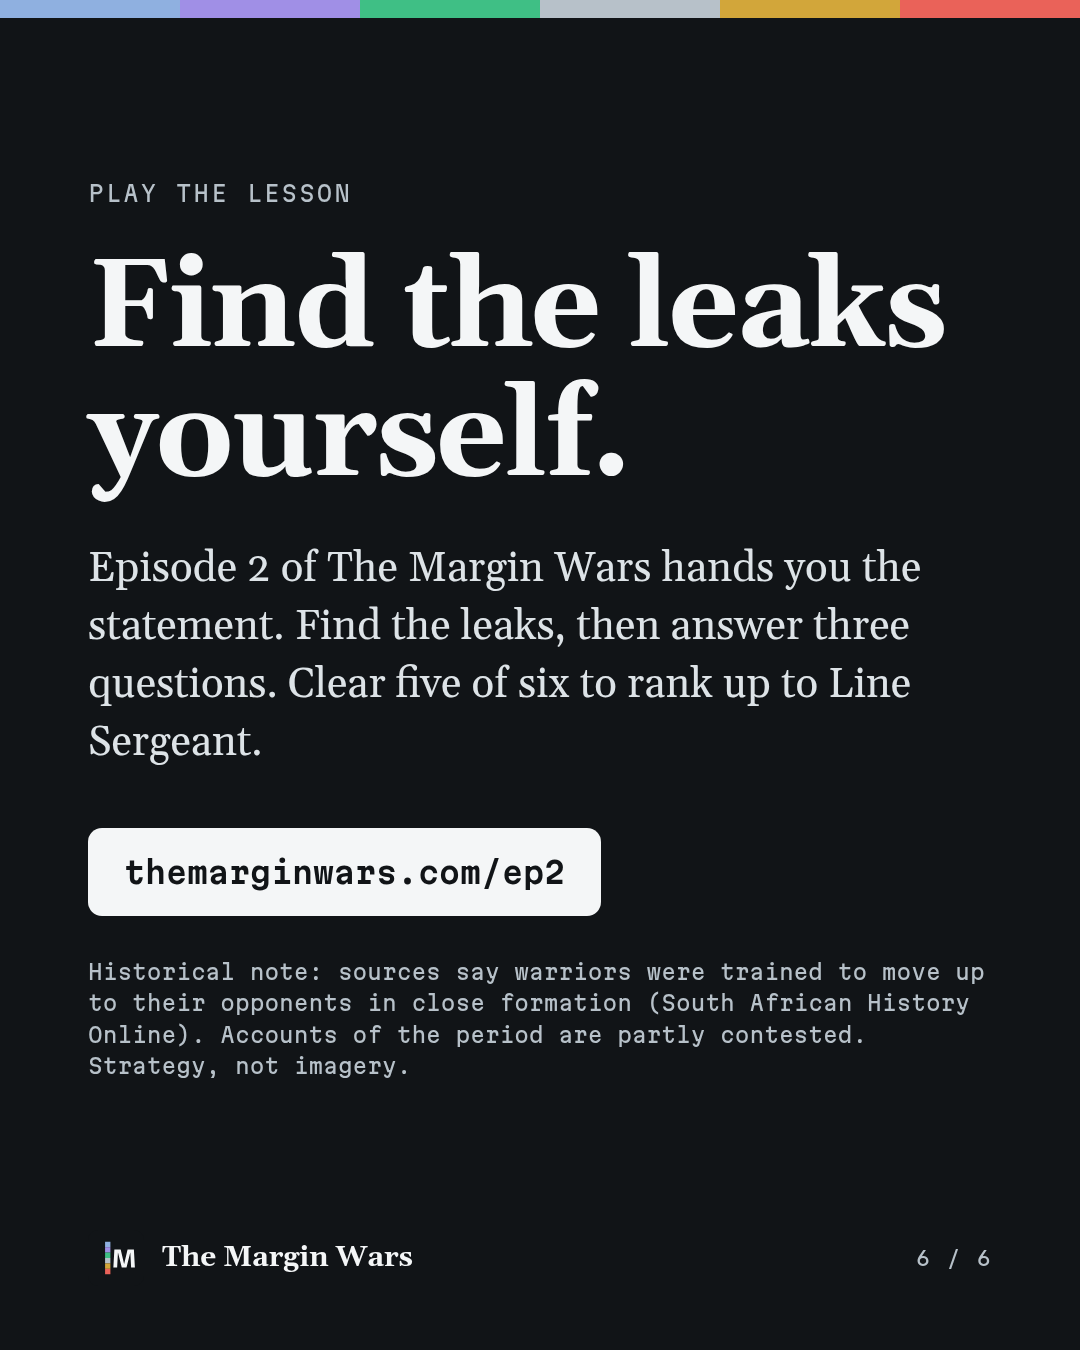 PLAY THE LESSON
Find the leaks
yourself.
Episode 2 of The Margin Wars hands you the
statement. Find the leaks, then answer three
questions. Clear five of six to rank up to Line
Sergeant.
themarginwars.com/ep2
Historical note: sources say warriors were trained to move up
to their opponents in close formation (South African History
Online). Accounts of the period are partly contested.
Strategy, not imagery.
M The Margin Wars
6 / 6